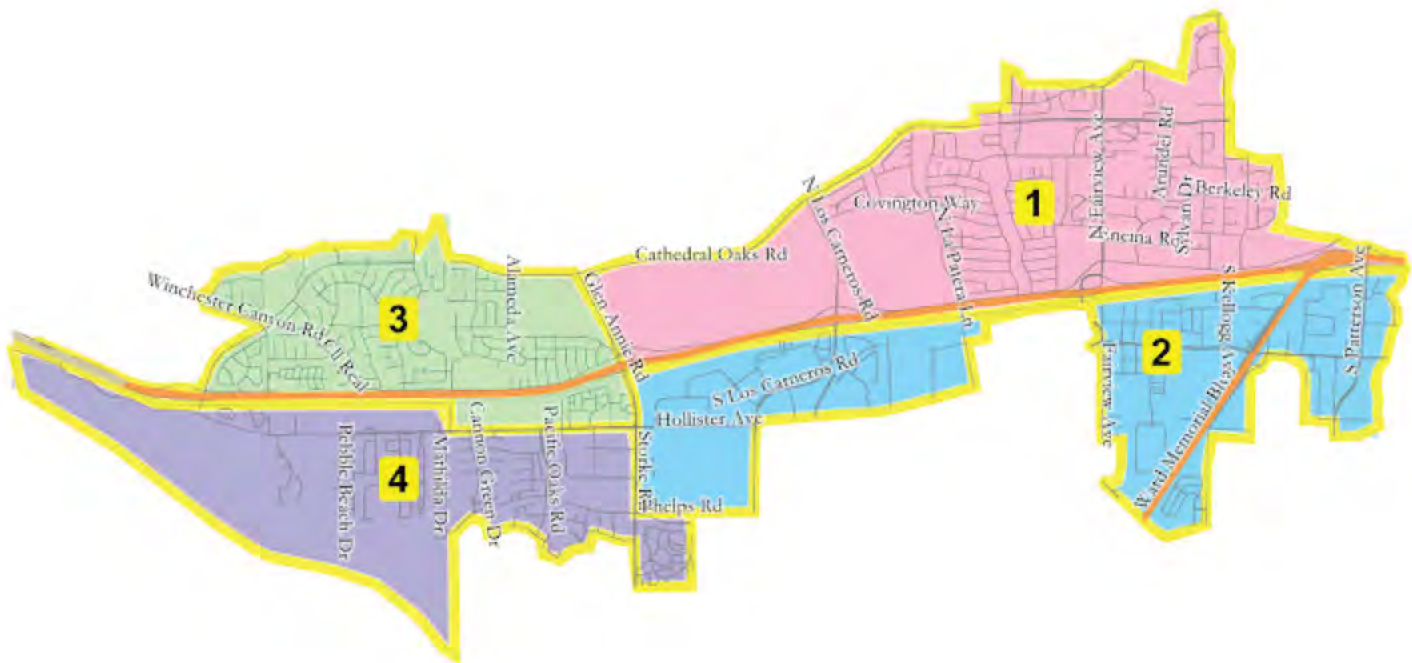 N Fairview Ave
Arundel Rd
Sylvan Dr
Berkeley Rd
1
Covington Way
N Los Carneros Rd
N La Patera Ln
Encina Rd
Cathedral Oaks Rd
Glen Annie Rd
Almeda Ave
Winchester Canyon Rd
Cll Real
3
S Kellogg Ave
S Patterson Ave
2
Fairview Ave
Ward Memorial Blvd
S Los Carneros Rd
Hollister Ave
Storke Rd
Phelps Rd
Pacific Oaks Rd
Cannon Green Dr
Mathilda Dr
4
Pebble Beach Dr